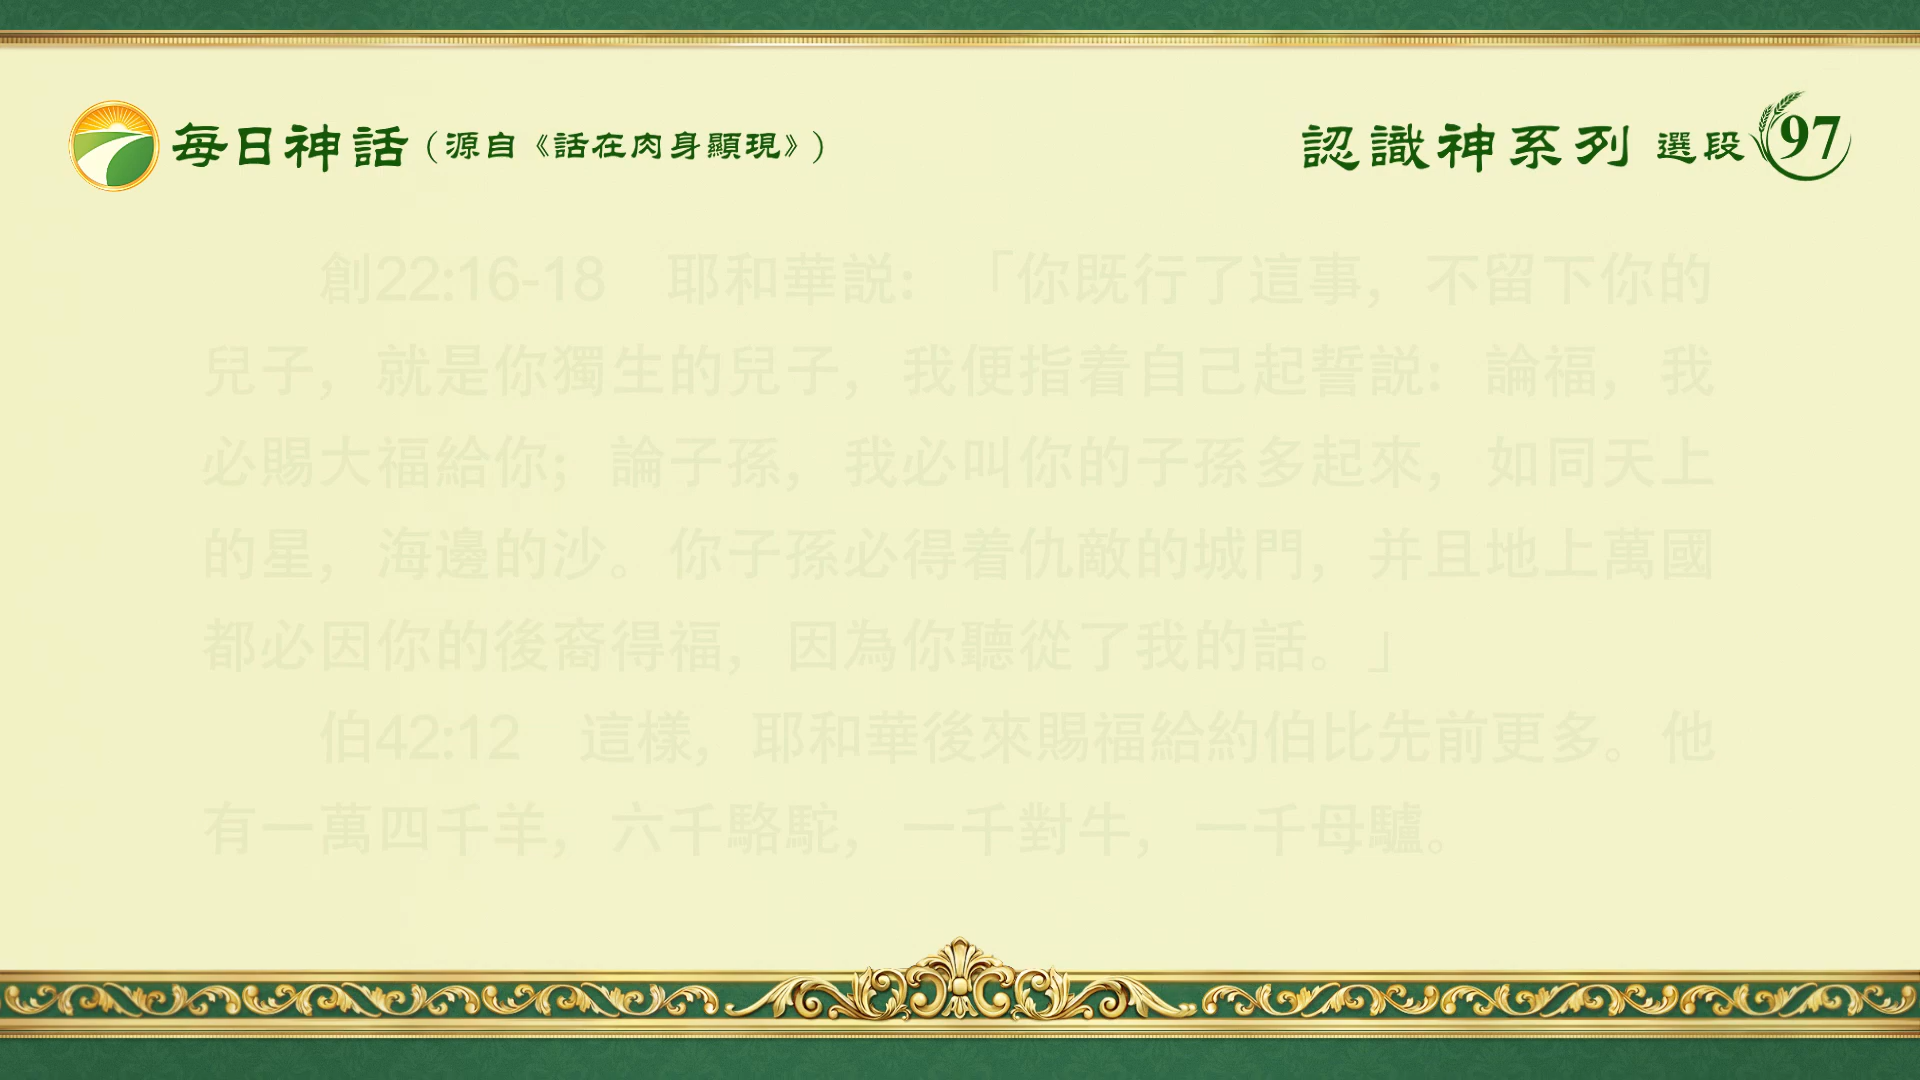 每日神話（源自《話在肉身顯現》）
認識神系列 選段 97
創22:16-18　耶和華説：「你既行了這事，不留下你的
兒子，就是你獨生的兒子，我便指着自己起誓説：論福，我
必賜大福給你；論子孫，我必叫你的子孫多起來，如同天上
的星，海邊的沙。你子孫必得着仇敵的城門，并且地上萬國
都必因你的後裔得福，因為你聽從了我的話。」
伯42:12　這樣，耶和華後來賜福給約伯比先前更多。他
有一萬四千羊，六千駱駝，一千對牛，一千母驢。